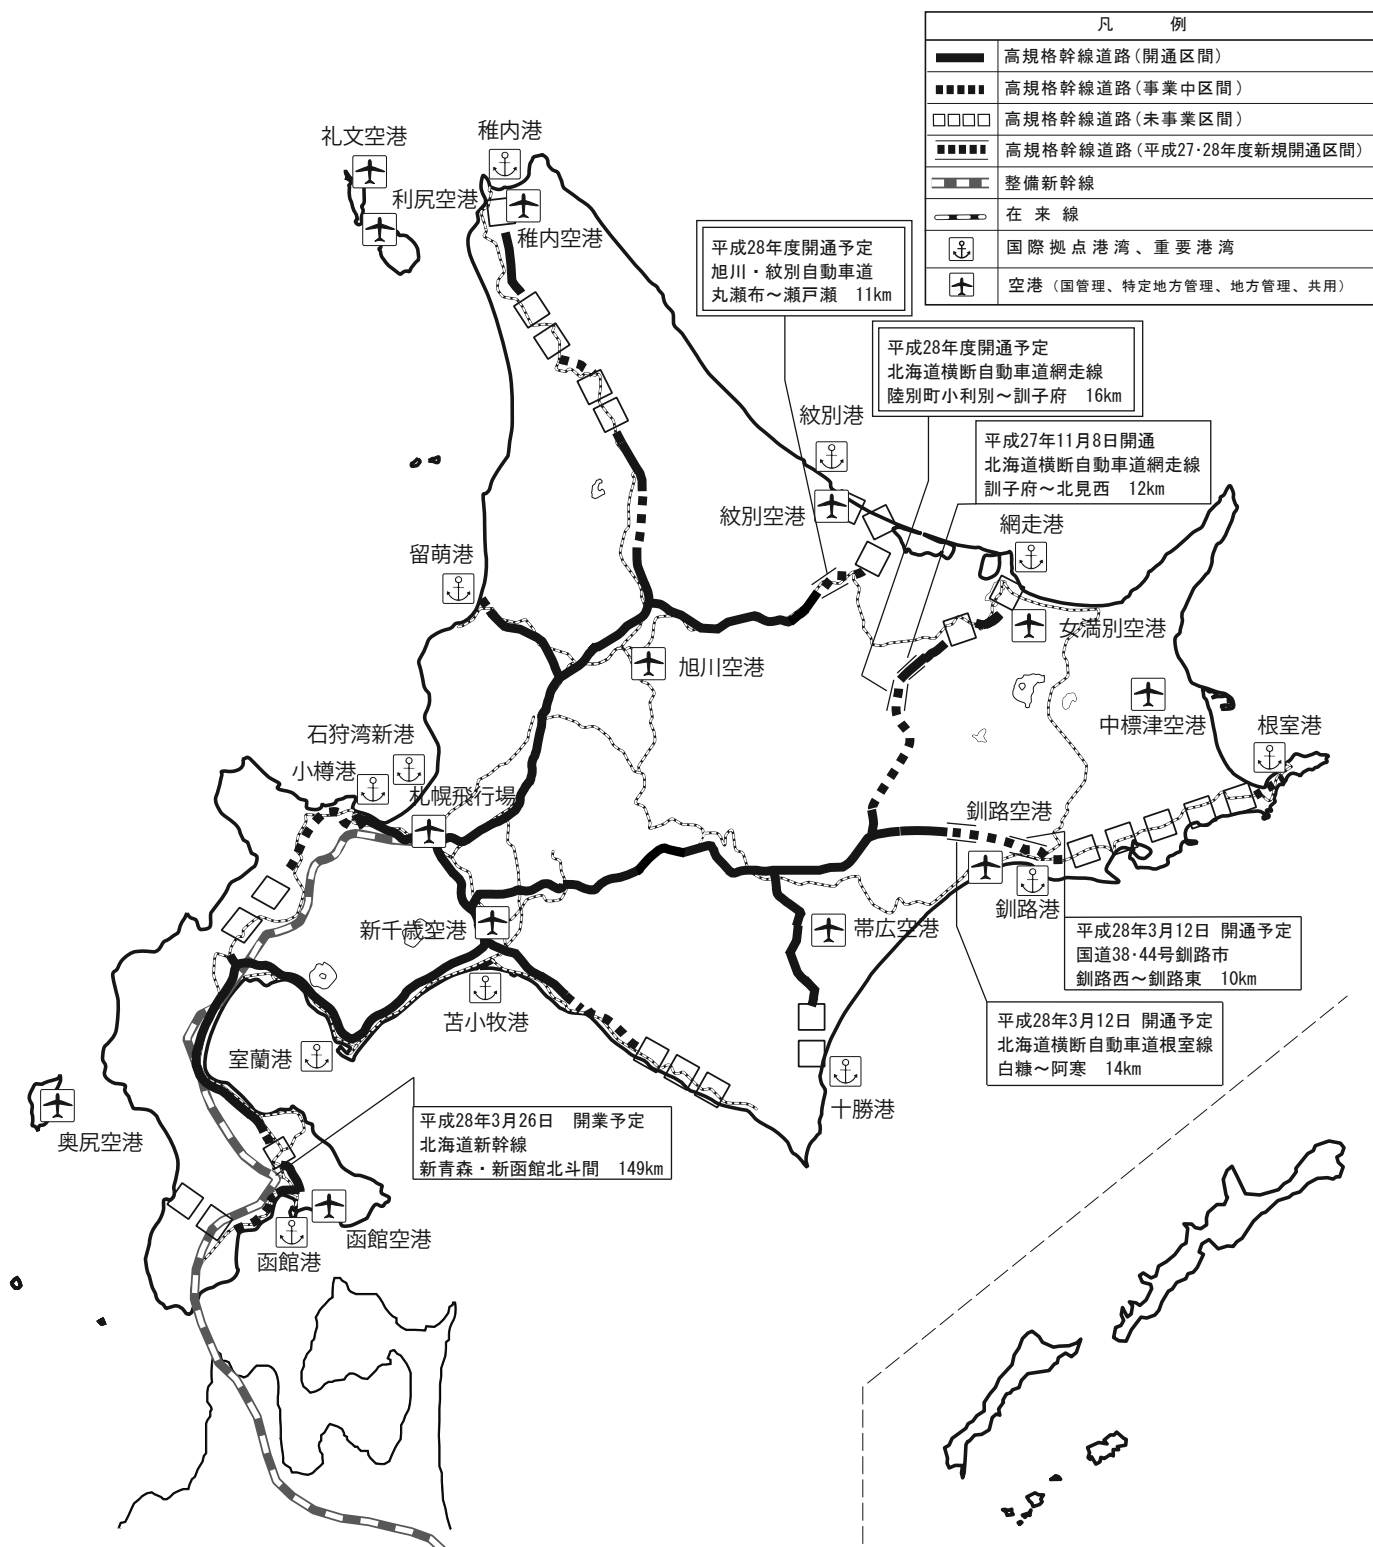 凡　例
高規格幹線道路(開通区間)
高規格幹線道路(事業中区間)
高規格幹線道路(未事業区間)
高規格幹線道路(平成27･28年度新規開通区間)
整備新幹線
在 来 線
国際拠点港湾、重要港湾
空港（国管理、特定地方管理、地方管理、共用）
礼文空港
稚内港
利尻空港
稚内空港
平成28年度開通予定
旭川・紋別自動車道
丸瀬布～瀬戸瀬　11km
平成28年度開通予定
北海道横断自動車道網走線
陸別町小利別～訓子府　16km
平成27年11月8日開通
北海道横断自動車道網走線
訓子府～北見西　12km
紋別港
紋別空港
網走港
留萌港
女満別空港
旭川空港
中標津空港
根室港
石狩湾新港
小樽港
札幌飛行場
釧路空港
釧路港
新千歳空港
帯広空港
平成28年3月12日 開通予定
国道38･44号釧路市
釧路西～釧路東　10km
苫小牧港
平成28年3月12日 開通予定
北海道横断自動車道根室線
白糠～阿寒　14km
室蘭港
十勝港
奥尻空港
平成28年3月26日　開業予定
北海道新幹線
新青森・新函館北斗間　149km
函館空港
函館港